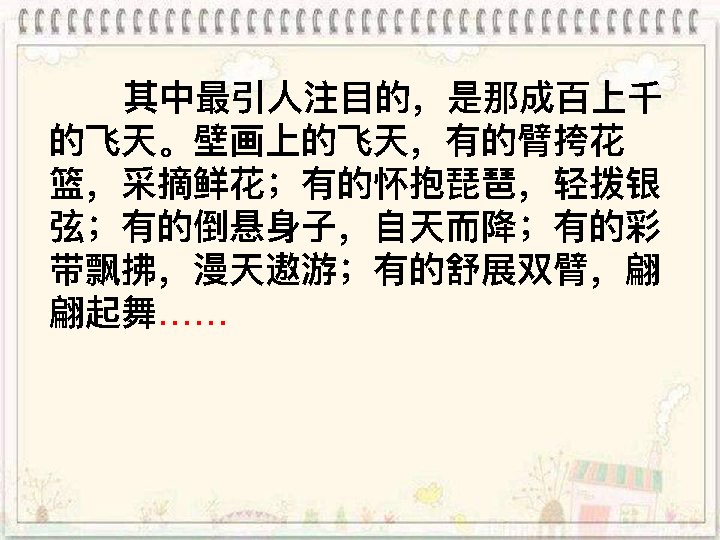 其中最引人注目的，是那成百上千
的飞天。壁画上的飞天，有的臂挎花
篮，采摘鲜花；有的怀抱琵琶，轻拨银
弦；有的倒悬身子，自天而降；有的彩
带飘拂，漫天遨游；有的舒展双臂，翩
翩起舞……